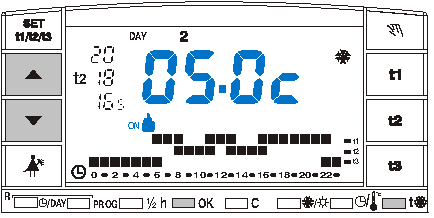 SET
t1/t2/t3
DAY 2
20
t2 18
16 5
05.0c
ON
t1
t2
t3
t1
t2
t3
0 2 4 6 8 10 12 14 16 18 20 22
R /DAY PROG ½ h OK C / / t